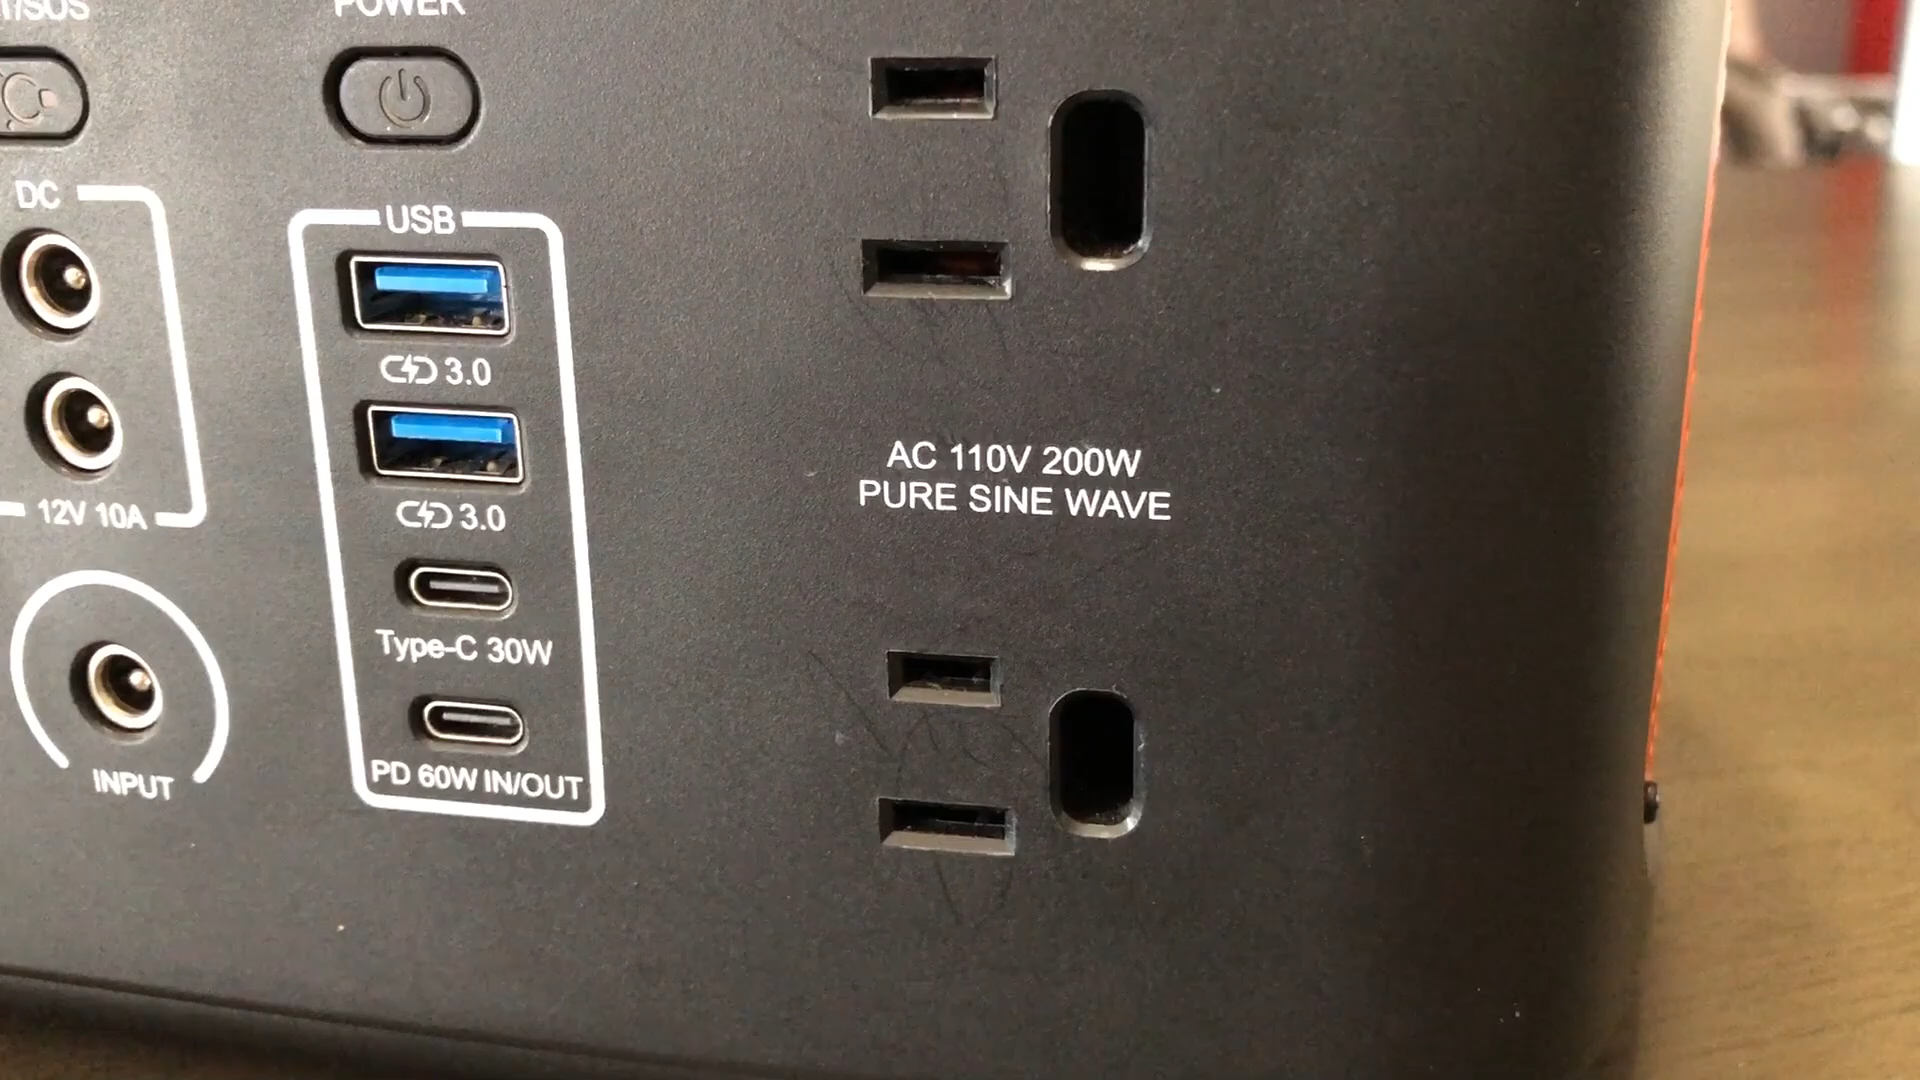 POWER
DC
12V 10A
INPUT
USB
3.0
3.0
Type-C 30W
PD 60W IN/OUT
AC 110V 200W
PURE SINE WAVE